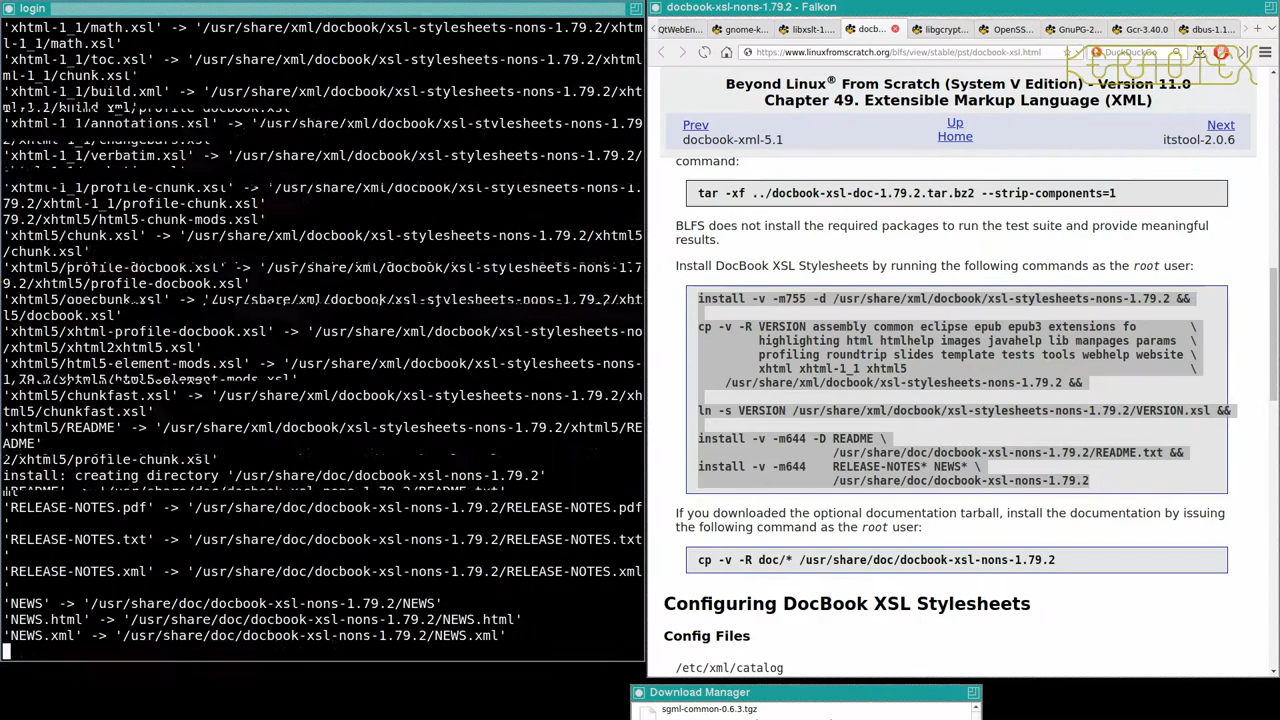 login
'xhtml-1_1/math.xsl' -> '/usr/share/xml/docbook/xsl-stylesheets-nons-1.79.2/xhtm
l-1_1/math.xsl'
'xhtml-1_1/toc.xsl' -> '/usr/share/xml/docbook/xsl-stylesheets-nons-1.79.2/xhtml
ml-1_1/chunk.xsl'
'xhtml-1_1/build.xml' -> '/usr/share/xml/docbook/xsl-stylesheets-nons-1.79.2/xht
'xhtml-1_1/annotations.xsl' -> '/usr/share/xml/docbook/xsl-stylesheets-nons-1.79
'xhtml-1_1/verbatim.xsl' -> '/usr/share/xml/docbook/xsl-stylesheets-nons-1.79.2/
'xhtml-1_1/profile-chunk.xsl' -> '/usr/share/xml/docbook/xsl-stylesheets-nons-1.
79.2/xhtml-1_1/profile-chunk.xsl'
79.2/xhtml5/html5-chunk-mods.xsl'
'xhtml5/chunk.xsl' -> '/usr/share/xml/docbook/xsl-stylesheets-nons-1.79.2/xhtml5
/chunk.xsl'
'xhtml5/profile-docbook.xsl' -> '/usr/share/xml/docbook/xsl-stylesheets-nons-1.7
9.2/xhtml5/profile-docbook.xsl'
-> '/usr/share/xml/docbook/xsl-stylesheets-nons-1.79.2/xht
l5/docbook.xsl'
'xhtml5/xhtml-profile-docbook.xsl' -> '/usr/share/xml/docbook/xsl-stylesheets-no
/xhtml5/xhtml2xhtml5.xsl'
'xhtml5/html5-element-mods.xsl' -> '/usr/share/xml/docbook/xsl-stylesheets-nons-
1.79.2/xhtml5/html5-element-mods.xsl'
'xhtml5/chunkfast.xsl' -> '/usr/share/xml/docbook/xsl-stylesheets-nons-1.79.2/xh
tml5/chunkfast.xsl'
'xhtml5/README' -> '/usr/share/xml/docbook/xsl-stylesheets-nons-1.79.2/xhtml5/RE
ADME'
2/xhtml5/profile-chunk.xsl'
install: creating directory '/usr/share/doc/docbook-xsl-nons-1.79.2'
'RELEASE-NOTES.pdf' -> '/usr/share/doc/docbook-xsl-nons-1.79.2/RELEASE-NOTES.pdf
'
'RELEASE-NOTES.txt' -> '/usr/share/doc/docbook-xsl-nons-1.79.2/RELEASE-NOTES.txt
'
'RELEASE-NOTES.xml' -> '/usr/share/doc/docbook-xsl-nons-1.79.2/RELEASE-NOTES.xml
'
'NEWS' -> '/usr/share/doc/docbook-xsl-nons-1.79.2/NEWS'
'NEWS.html' -> '/usr/share/doc/docbook-xsl-nons-1.79.2/NEWS.html'
'NEWS.xml' -> '/usr/share/doc/docbook-xsl-nons-1.79.2/NEWS.xml'
docbook-xsl-nons-1.79.2 - Falkon
QtWebEn gnome-k... libxslt-1.... docb... libgcrypt... OpenSS... GnuPG-2... Gcr-3.40.0 dbus-1.1...
https://www.linuxfromscratch.org/blfs/view/stable/pst/docbook-xsl.html DuckDuckGo
KERNOTEX
Beyond Linux® From Scratch (System V Edition) - Version 11.0
Chapter 49. Extensible Markup Language (XML)
Prev Up Next
docbook-xml-5.1 Home itstool-2.0.6
command:
tar -xf ../docbook-xsl-doc-1.79.2.tar.bz2 --strip-components=1
BLFS does not install the required packages to run the test suite and provide meaningful
results.
Install DocBook XSL Stylesheets by running the following commands as the root user:
install -v -m755 -d /usr/share/xml/docbook/xsl-stylesheets-nons-1.79.2 &&
cp -v -R VERSION assembly common eclipse epub epub3 extensions fo \
highlighting html htmlhelp images javahelp lib manpages params \
profiling roundtrip slides template tests tools webhelp website \
xhtml xhtml-1_1 xhtml5 \
/usr/share/xml/docbook/xsl-stylesheets-nons-1.79.2 &&
ln -s VERSION /usr/share/xml/docbook/xsl-stylesheets-nons-1.79.2/VERSION.xsl &&
install -v -m644 -D README \
/usr/share/doc/docbook-xsl-nons-1.79.2/README.txt &&
install -v -m644 RELEASE-NOTES* NEWS* \
/usr/share/doc/docbook-xsl-nons-1.79.2
If you downloaded the optional documentation tarball, install the documentation by issuing
the following command as the root user:
cp -v -R doc/* /usr/share/doc/docbook-xsl-nons-1.79.2
Configuring DocBook XSL Stylesheets
Config Files
/etc/xml/catalog
Download Manager
sgml-common-0.6.3.tgz